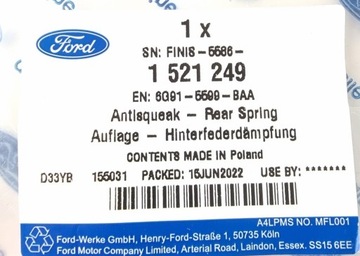 1 x
Ford
SN: FINIS-5586-
1 521 249
EN: 6G91-5599-BAA
Antisqueak - Rear Spring
Auflage - Hinterfederdämpfung
CONTENTS MADE IN Poland
D33YB 155031 PACKED: 15JUN2022 USE BY: *******
A4LPMS NO. MFL001
Ford-Werke GmbH, Henry-Ford-Straße 1, 50735 Köln
Ford Motor Company Limited, Arterial Road, Laindon, Essex. SS15 6EE